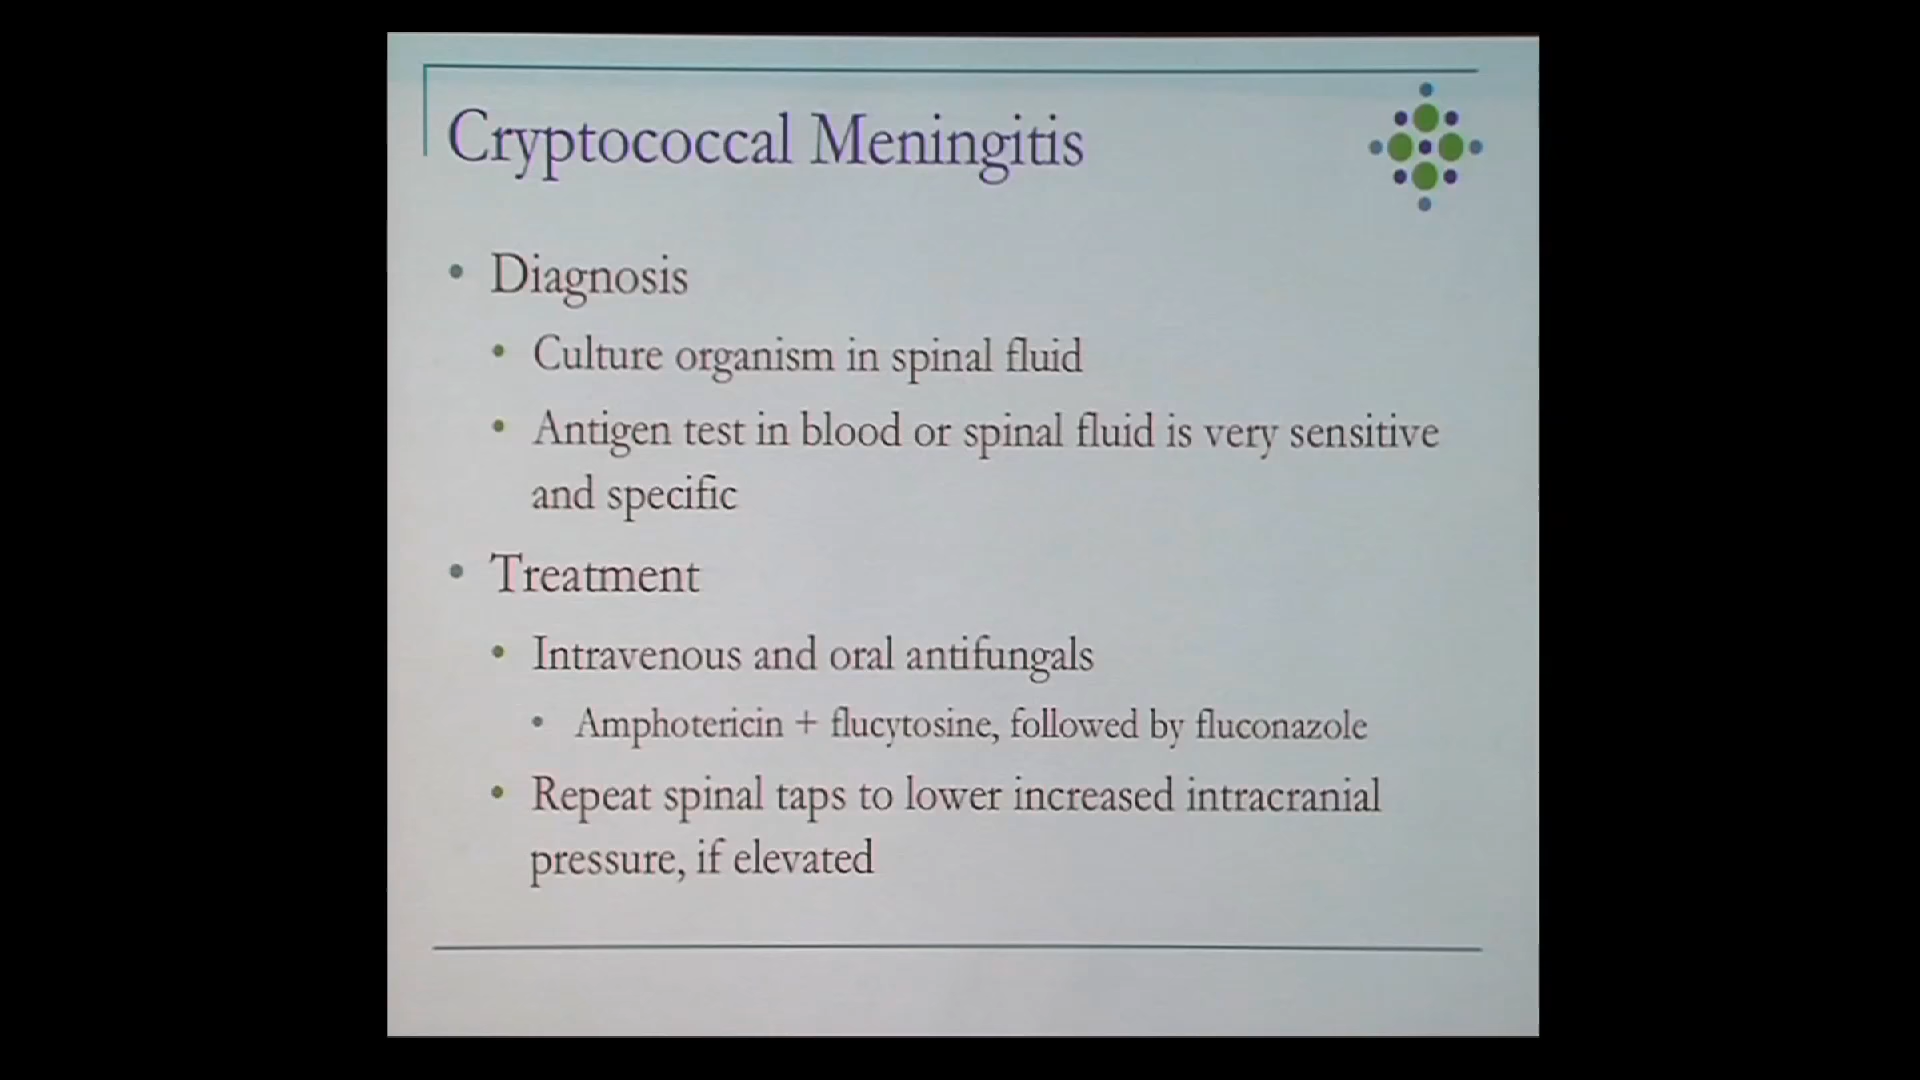 Cryptococcal Meningitis
• Diagnosis
• Culture organism in spinal fluid
• Antigen test in blood or spinal fluid is very sensitive
and specific
• Treatment
• Intravenous and oral antifungals
• Amphotericin + flucytosine, followed by fluconazole
• Repeat spinal taps to lower increased intracranial
pressure, if elevated